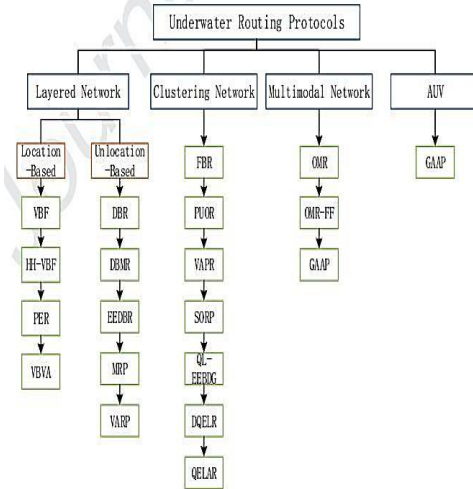 Underwater Routing Protocols
Layered Network
Clustering Network
Multimodal Network
AUV
Location
-Based
Unlocation
-Based
FBR
OMR
GAAP
VBF
DBR
PUOR
OMR-FF
HH-VBF
DBMR
VAPR
GAAP
PER
EEDBR
SORP
VBVA
MRP
QL-
EEBDG
VARP
DQELR
QELAR